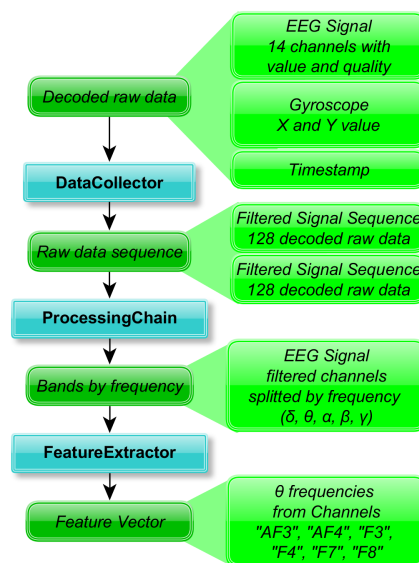 EEG Signal
14 channels with
value and quality
Decoded raw data
Gyroscope
X and Y value
Timestamp
DataCollector
Filtered Signal Sequence
128 decoded raw data
Raw data sequence
Filtered Signal Sequence
128 decoded raw data
ProcessingChain
EEG Signal
filtered channels
splitted by frequency
(δ, θ, α, β, γ)
Bands by frequency
FeatureExtractor
θ frequencies
from Channels
"AF3", "AF4", "F3",
"F4", "F7", "F8"
Feature Vector